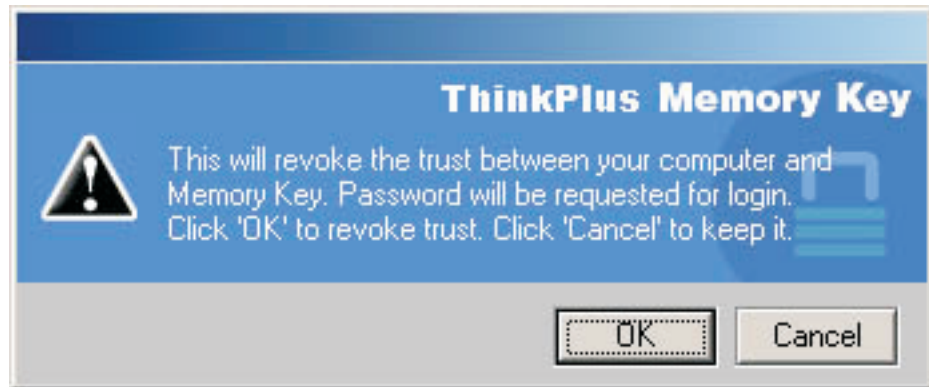 ThinkPlus Memory Key
This will revoke the trust between your computer and
Memory Key. Password will be requested for login.
Click 'OK' to revoke trust. Click 'Cancel' to keep it.
OK
Cancel